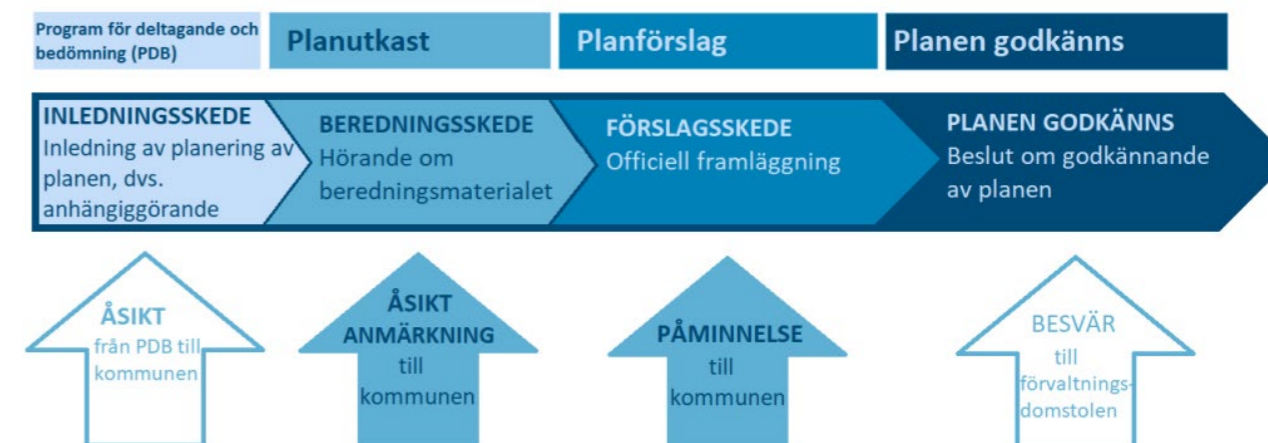 Program för deltagande och
bedömning (PDB)
Planutkast
Planförslag
Planen godkänns
INLEDNINGSSKEDE
Inledning av planering av
planen, dvs.
anhängiggörande
BEREDNINGSSKEDE
Hörande om
beredningsmaterialet
FÖRSLAGSSKEDE
Officiell framläggning
PLANEN GODKÄNNS
Beslut om godkännande
av planen
ÅSIKT
från PDB till
kommunen
ÅSIKT
ANMÄRKNING
till
kommunen
PÅMINNELSE
till
kommunen
BESVÄR
till
förvaltnings-
domstolen